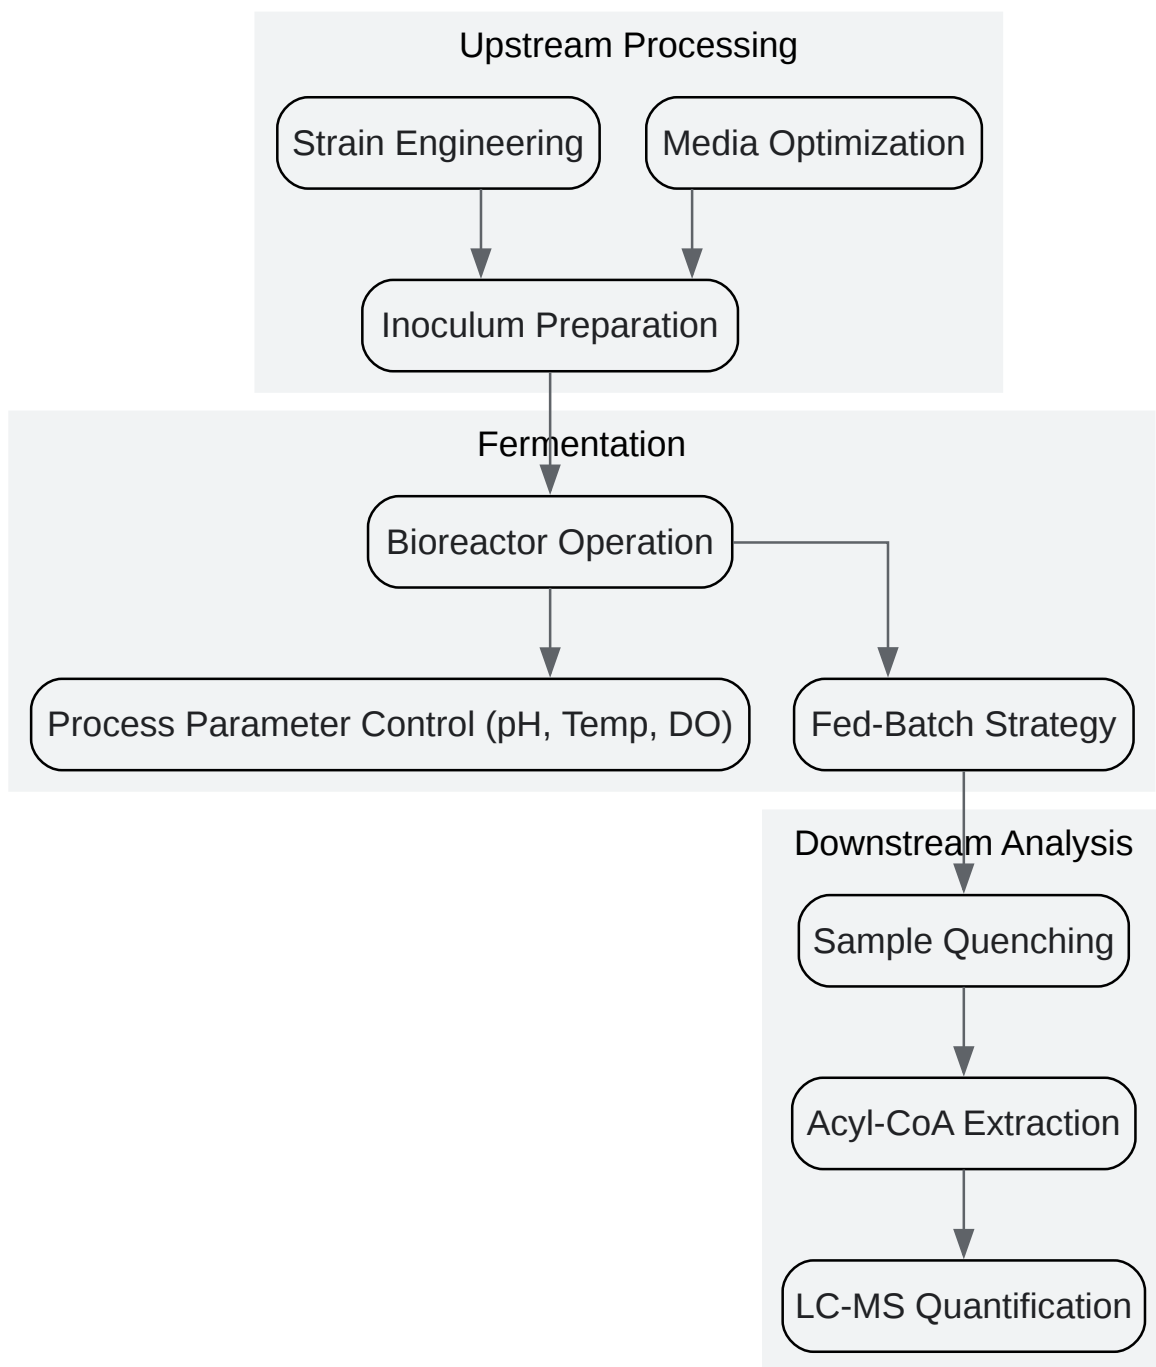 Upstream Processing
Strain Engineering
Media Optimization
Inoculum Preparation
Fermentation
Bioreactor Operation
Process Parameter Control (pH, Temp, DO)
Fed-Batch Strategy
Downstream Analysis
Sample Quenching
Acyl-CoA Extraction
LC-MS Quantification